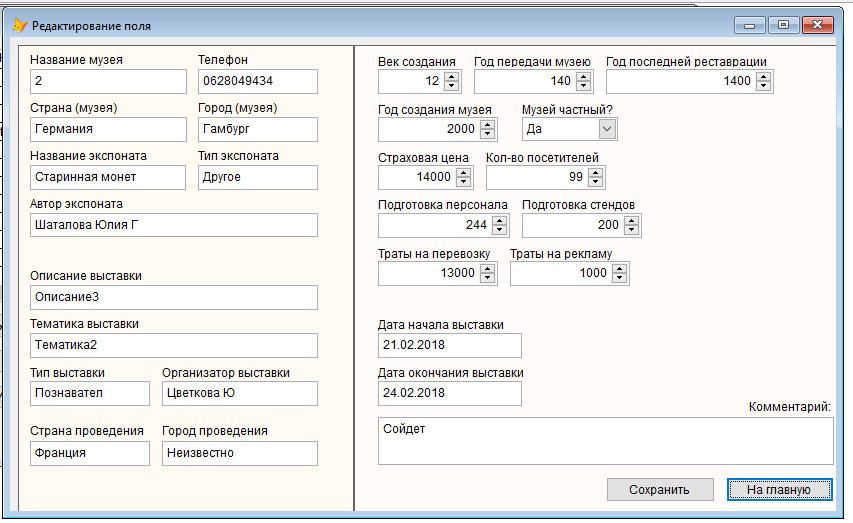 Редактирование поля
Название музея Телефон
2 0628049434
Страна (музея) Город (музея)
Германия Гамбург
Название экспоната Тип экспоната
Старинная монет Другое
Автор экспоната
Шаталова Юлия Г
Описание выставки
Описание3
Тематика выставки
Тематика2
Тип выставки Организатор выставки
Познавател Цветкова Ю
Страна проведения Город проведения
Франция Неизвестно
Век создания Год передачи музею Год последней реставрации
12 140 1400
Год создания музея Музей частный?
2000 Да
Страховая цена Кол-во посетителей
14000 99
Подготовка персонала Подготовка стендов
244 200
Траты на перевозку Траты на рекламу
13000 1000
Дата начала выставки
21.02.2018
Дата окончания выставки
24.02.2018
Комментарий:
Сойдет
Сохранить На главную